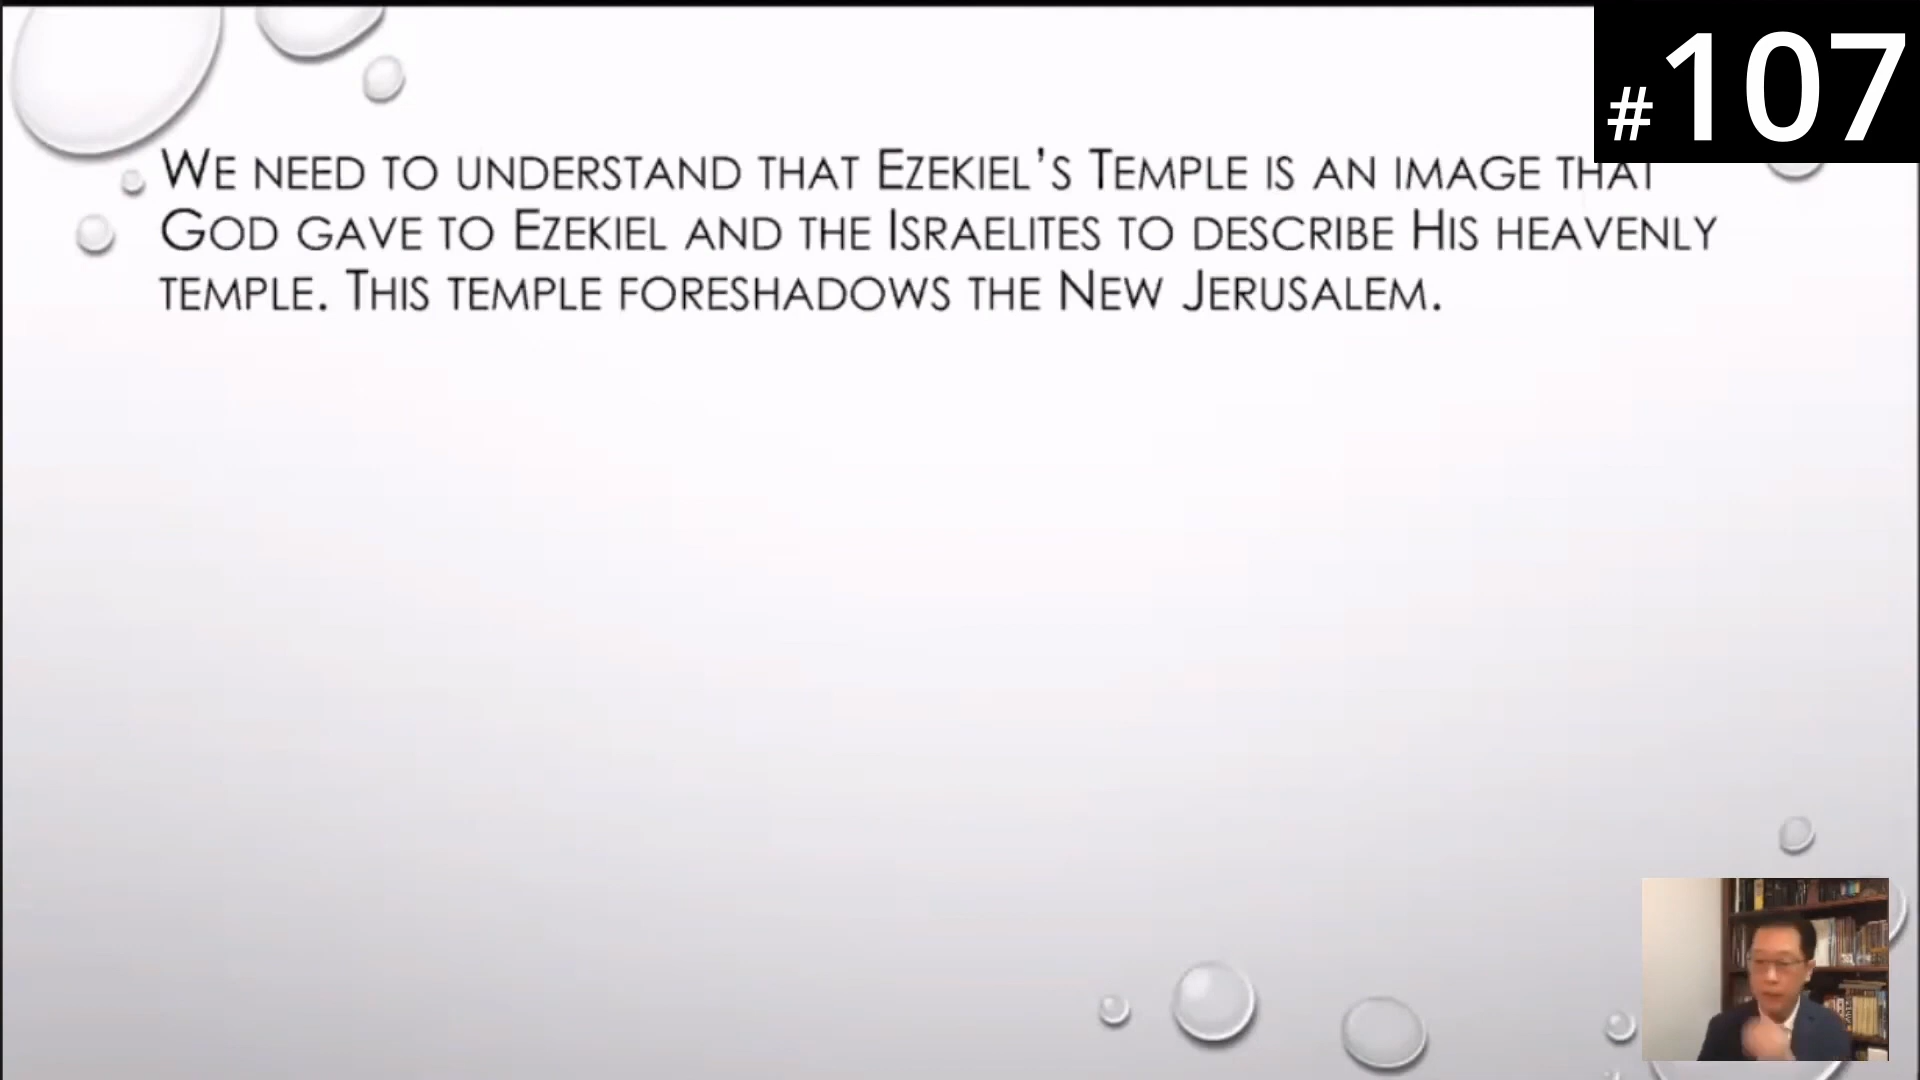 #107
WE NEED TO UNDERSTAND THAT EZEKIEL’S TEMPLE IS AN IMAGE THAT
GOD GAVE TO EZEKIEL AND THE ISRAELITES TO DESCRIBE HIS HEAVENLY
TEMPLE. THIS TEMPLE FORESHADOWS THE NEW JERUSALEM.